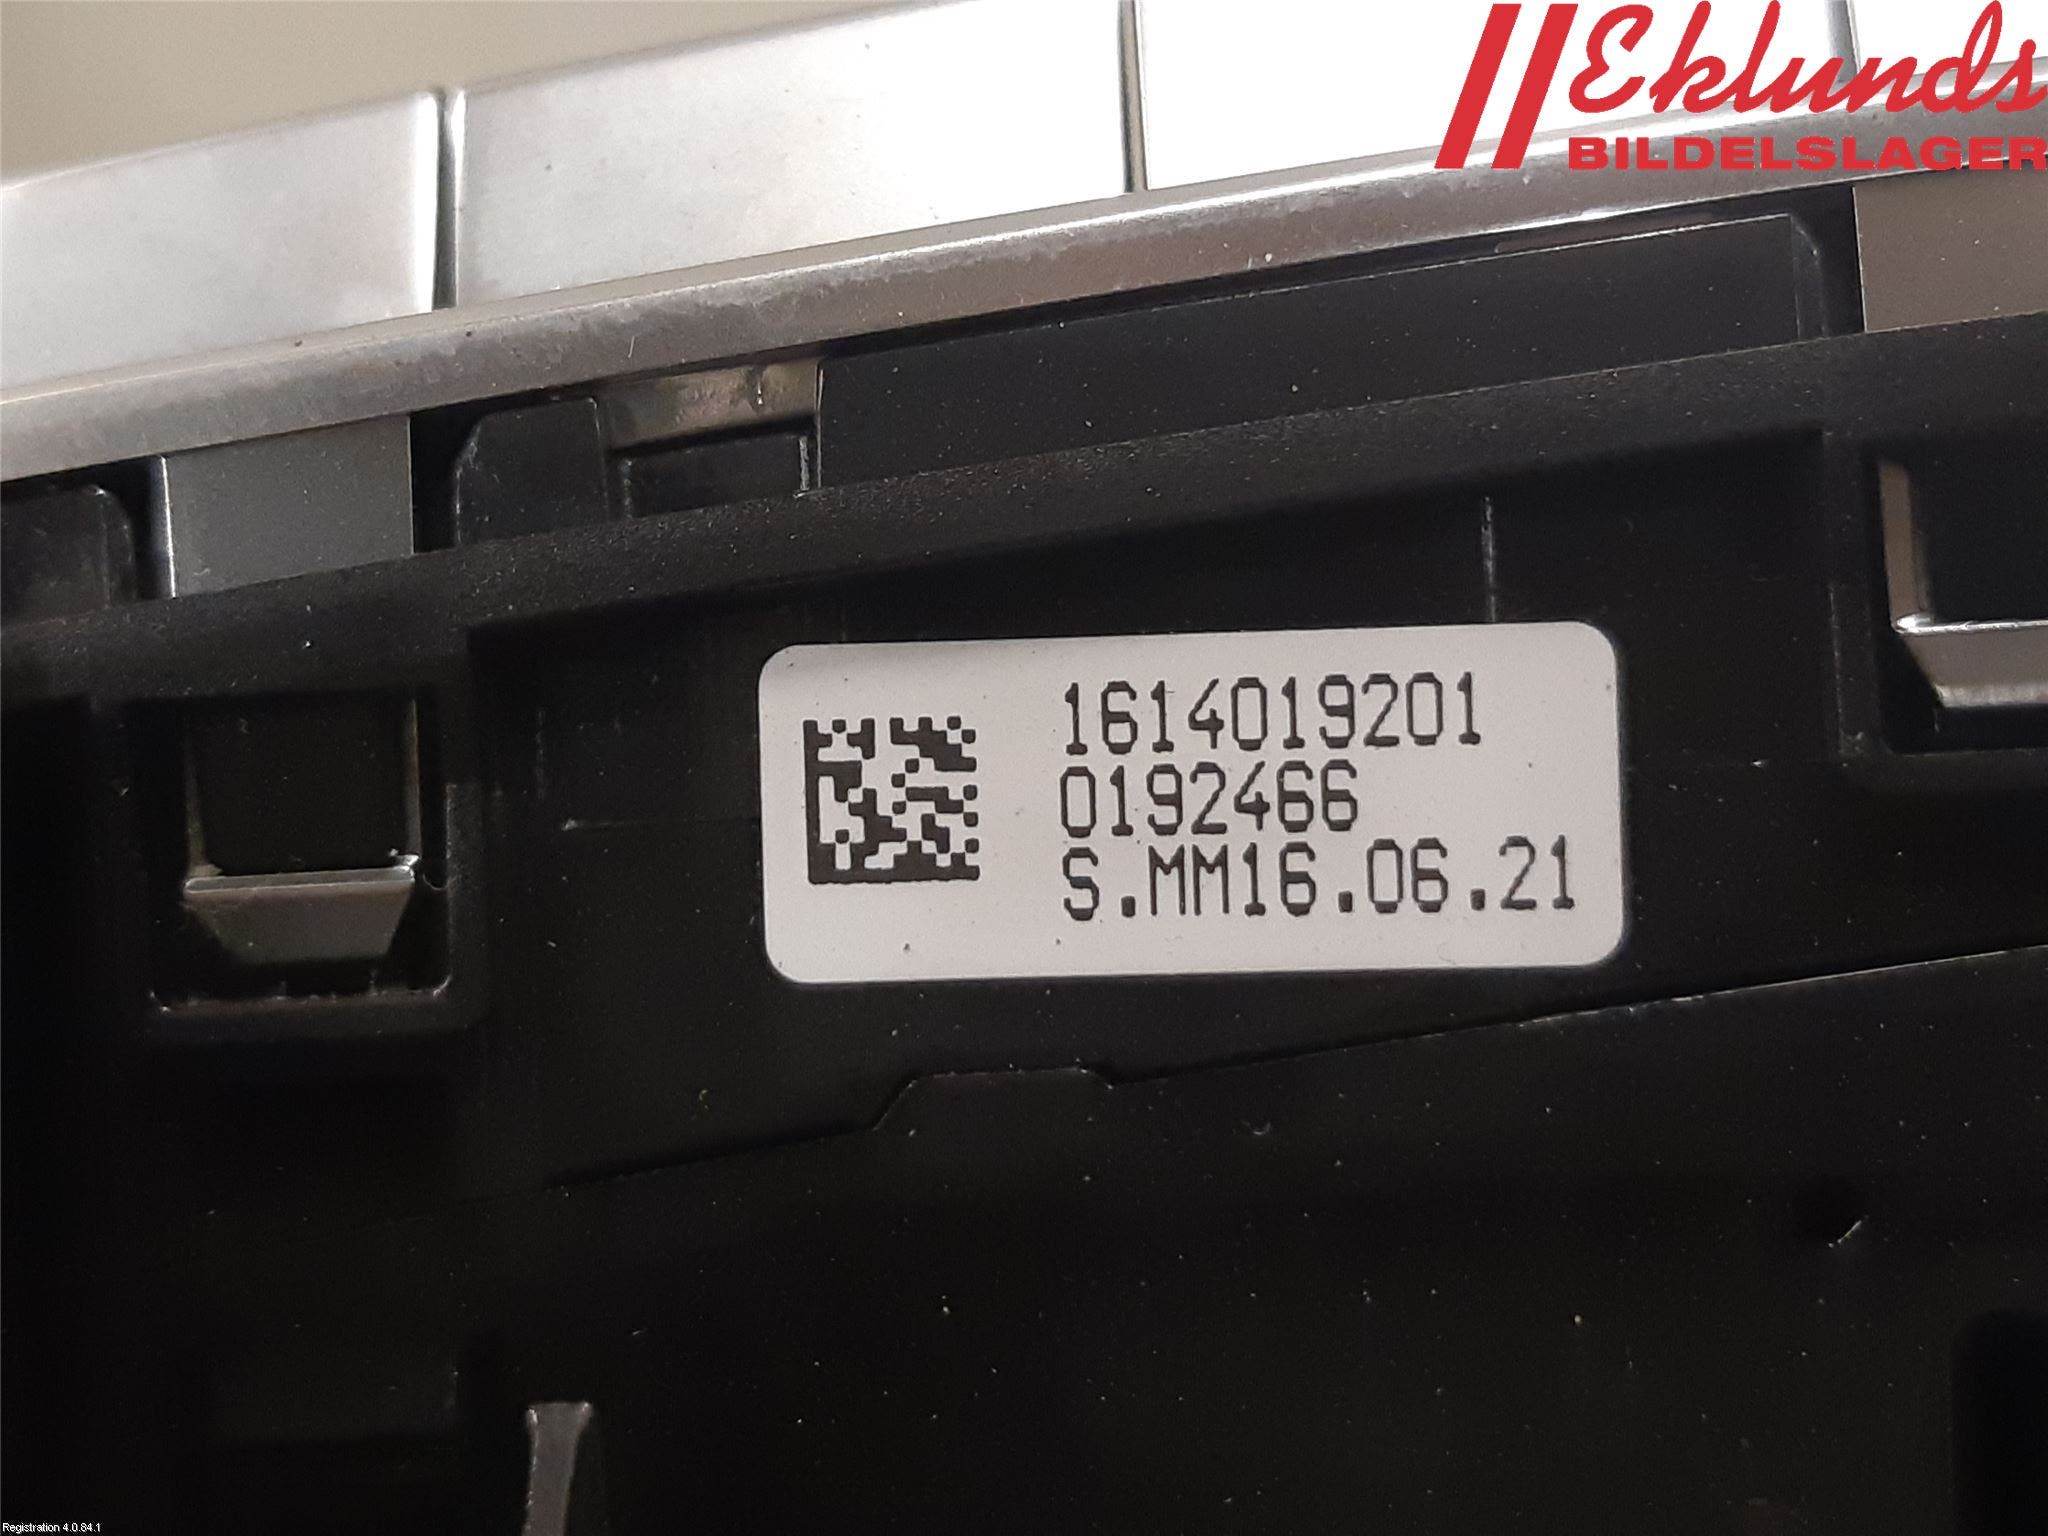 Eklunds
BILDELSLAGER
1614019201
0192466
S.MM16.06.21
Registration 4.0.84.1